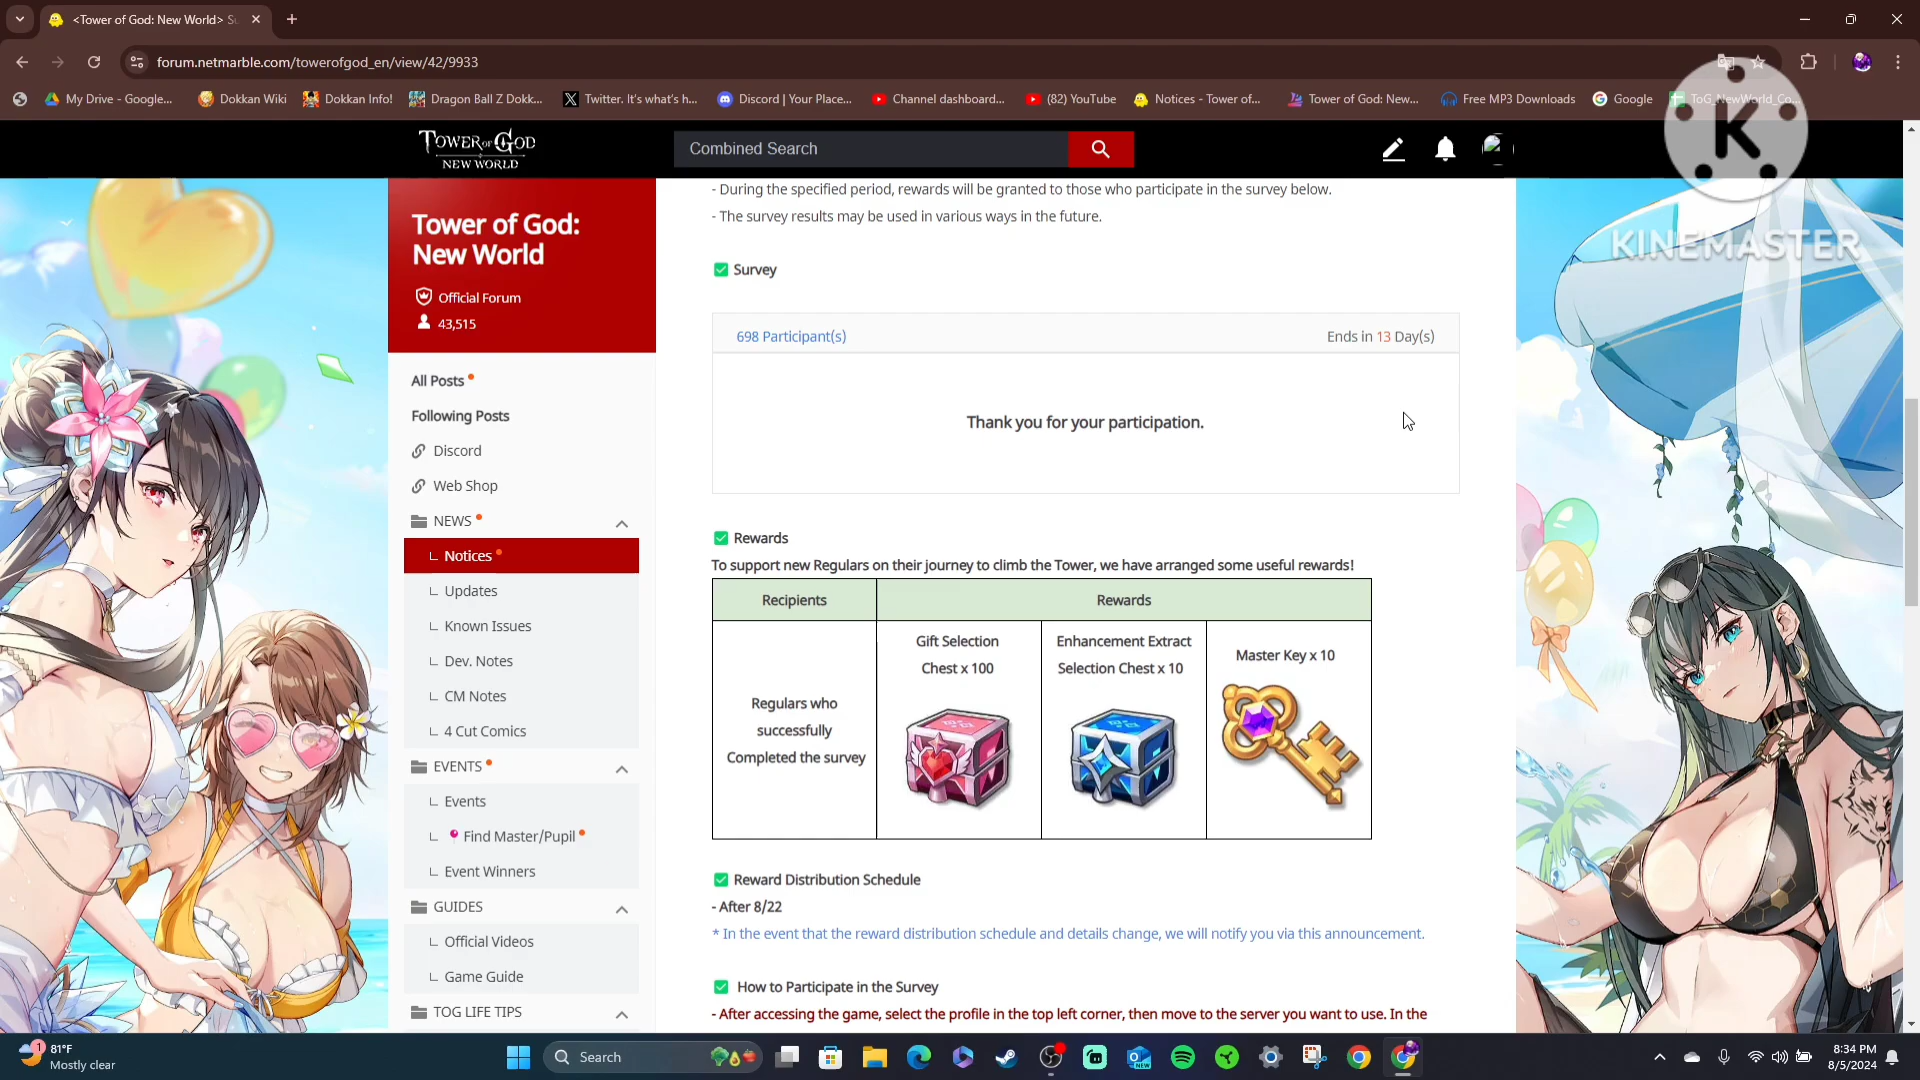 <Tower of God: New World> Su
forum.netmarble.com/towerofgod_en/view/42/9933
My Drive - Google...
Dokkan Wiki
Dokkan Info!
Dragon Ball Z Dokk...
Twitter. It's what's h...
Discord | Your Place...
Channel dashboard...
(82) YouTube
Notices - Tower of...
Tower of God: New...
Free MP3 Downloads
Google
ToG_NewWorld_Co...
K
KINEMASTER
TOWER of GOD
NEW WORLD
Combined Search
Tower of God:
New World
Official Forum
43,515
All Posts
Following Posts
Discord
Web Shop
NEWS
Notices
Updates
Known Issues
Dev. Notes
CM Notes
4 Cut Comics
EVENTS
Events
Find Master/Pupil
Event Winners
GUIDES
Official Videos
Game Guide
TOG LIFE TIPS
- During the specified period, rewards will be granted to those who participate in the survey below.
- The survey results may be used in various ways in the future.
Survey
698 Participant(s)
Ends in 13 Day(s)
Thank you for your participation.
Rewards
To support new Regulars on their journey to climb the Tower, we have arranged some useful rewards!
Recipients
Rewards
Regulars who
successfully
Completed the survey
Gift Selection
Chest x 100
Enhancement Extract
Selection Chest x 10
Master Key x 10
Reward Distribution Schedule
- After 8/22
* In the event that the reward distribution schedule and details change, we will notify you via this announcement.
How to Participate in the Survey
- After accessing the game, select the profile in the top left corner, then move to the server you want to use. In the
1
81°F
Mostly clear
Search
NEW
8:34 PM
8/5/2024